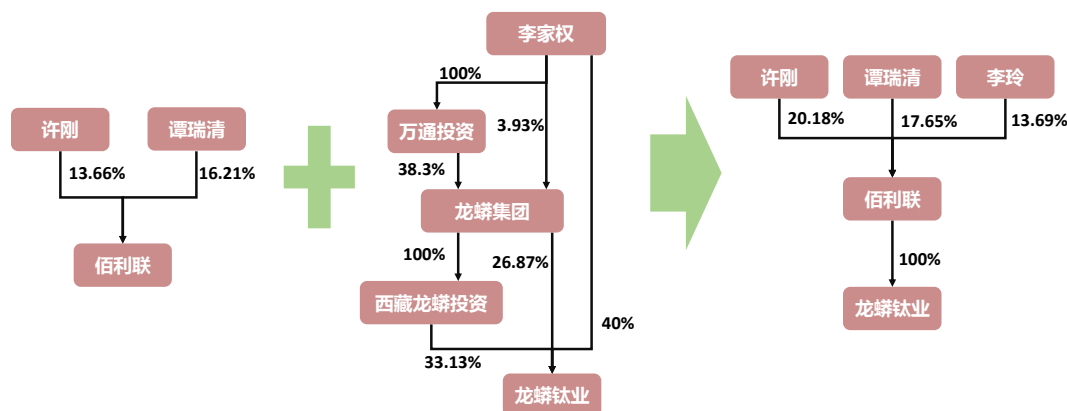 许刚
谭瑞清
13.66%
16.21%
佰利联
李家权
100%
万通投资
3.93%
38.3%
龙蟒集团
100%
26.87%
西藏龙蟒投资
40%
33.13%
龙蟒钛业
许刚
谭瑞清
李玲
20.18%
17.65%
13.69%
佰利联
100%
龙蟒钛业